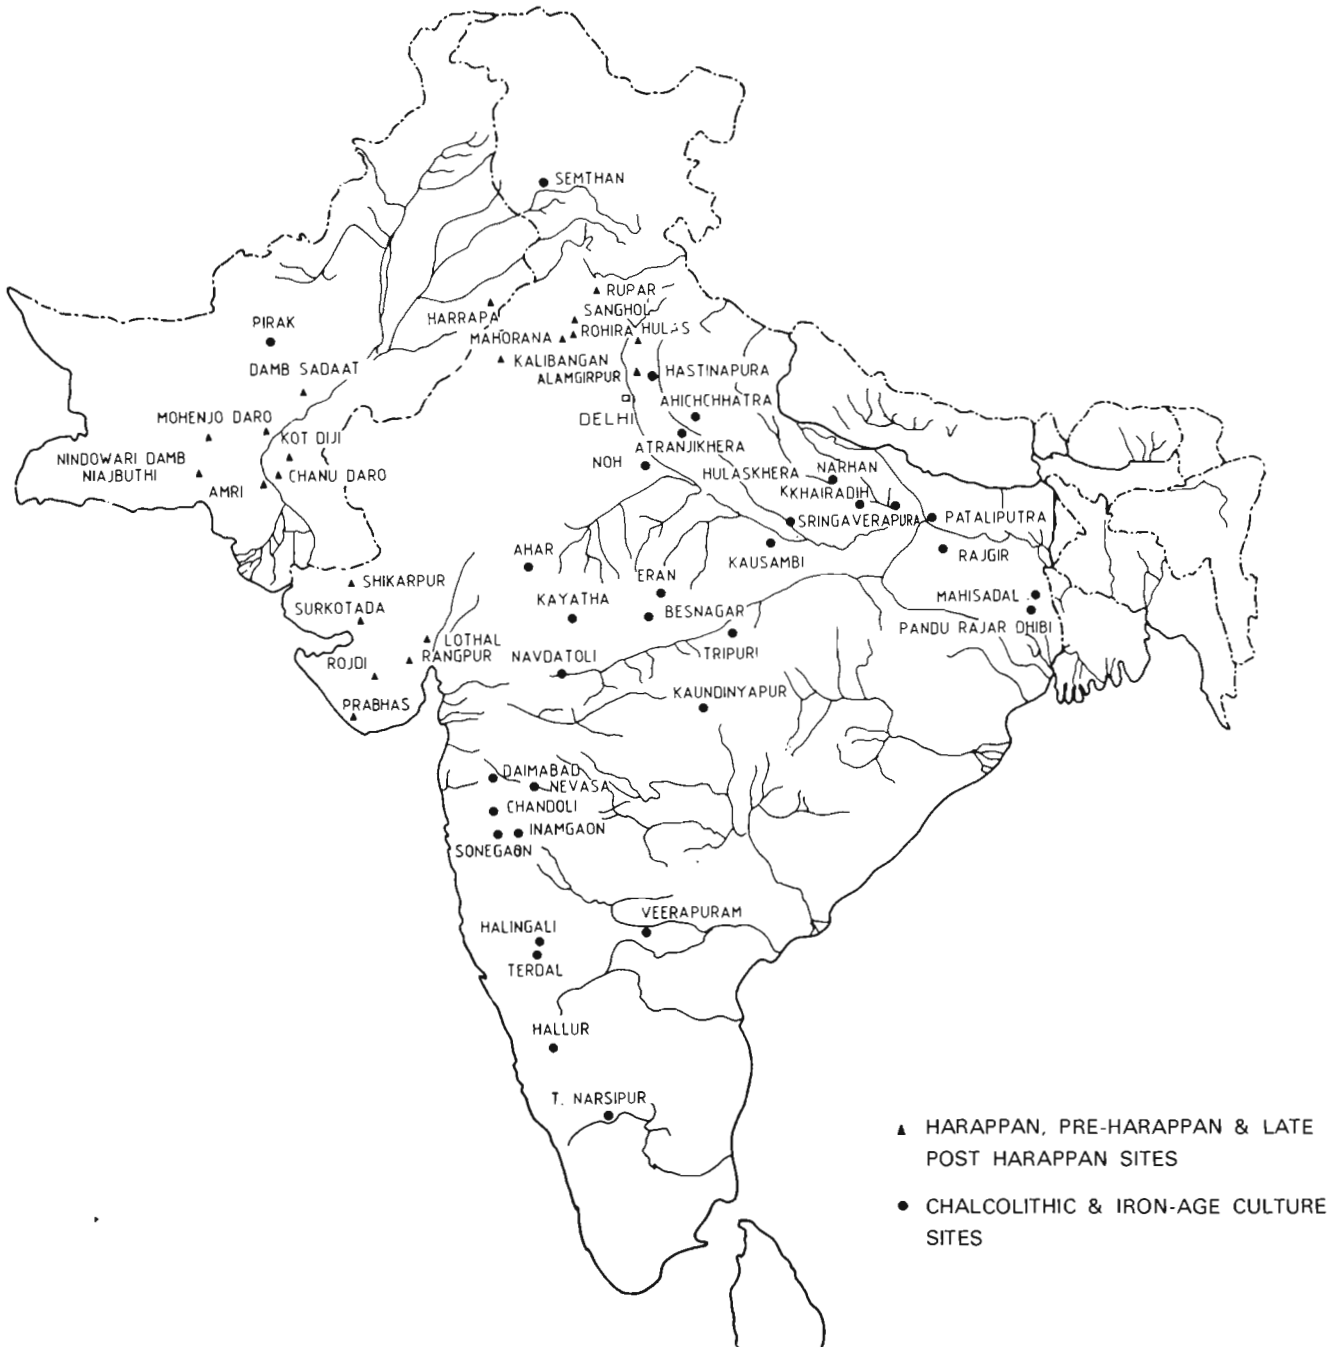 SEMTHAN
RUPAR
SANGHOL
HARRAPA
PIRAK
MAHORANA
ROHIRA
HULAS
KALIBANGAN
DAMB SADAAT
ALAMGIRPUR
HASTINAPURA
AHICHCHHATRA
MOHENJO DARO
DELHI
KOT DIJI
ATRANJIKHERA
NINDOWARI DAMB
NOH
NIAJBUTHI
HULASKHERA
NARHAN
CHANU DARO
AMRI
KKHAIRADIH
SRINGAVERAPURA
PATALIPUTRA
AHAR
KAUSAMBI
RAJGIR
ERAN
SHIKARPUR
MAHISADAL
SURKOTADA
KAYATHA
BESNAGAR
PANDU RAJAR DHIBI
LOTHAL
RANGPUR
NAVDATOLI
TRIPURI
ROJDI
KAUNDINYAPUR
PRABHAS
DAIMABAD
NEVASA
CHANDOLI
INAMGAON
SONEGAON
VEERAPURAM
HALINGALI
TERDAL
HALLUR
T. NARSIPUR
HARAPPAN, PRE-HARAPPAN & LATE
POST HARAPPAN SITES
CHALCOLITHIC & IRON-AGE CULTURE
SITES